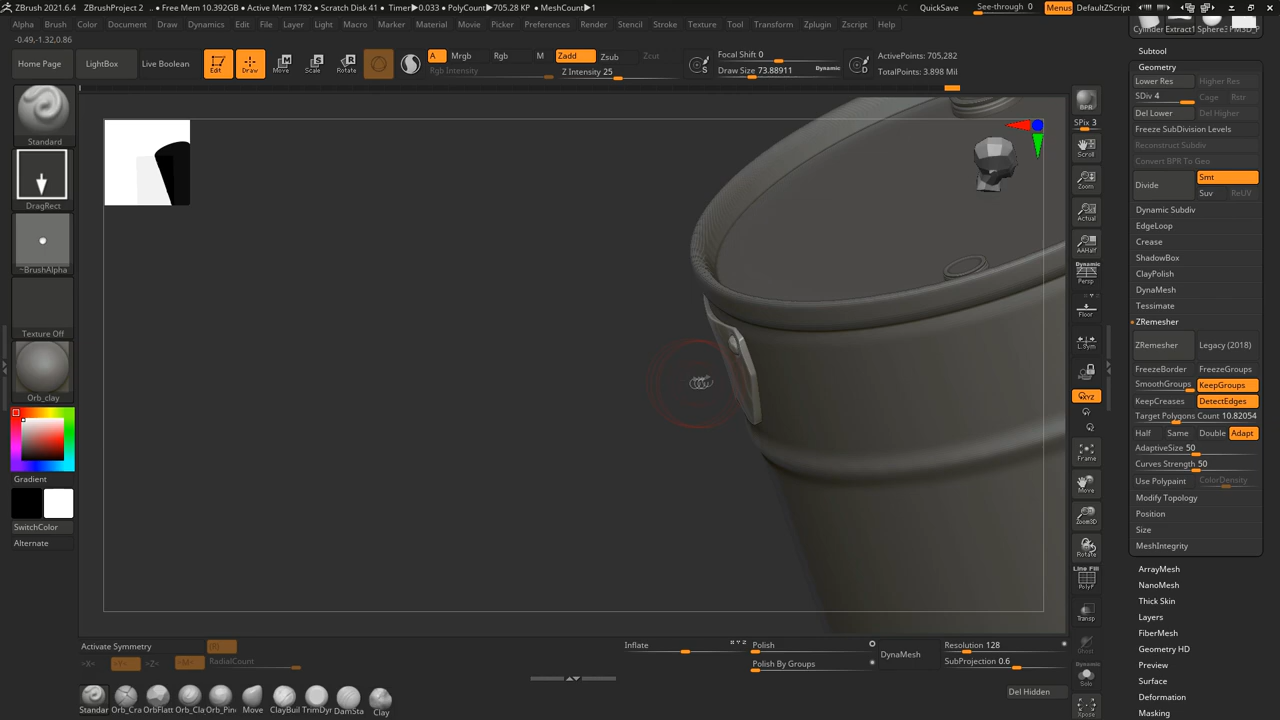 ZBrush 2021.6.4 ZBrushProject 2 .. • Free Mem 10.392GB • Active Mem 1782 • Scratch Disk 41 • Timer▶0.033 • PolyCount▶705.28 KP • MeshCount▶1
AC QuickSave See-through 0 Menus DefaultZScript
Alpha Brush Color Document Draw Dynamics Edit File Layer Light Macro Marker Material Movie Picker Preferences Render Stencil Stroke Texture Tool Transform Zplugin Zscript Help
-0.49,-1.32,0.86
Home Page
LightBox
Live Boolean
Edit
Draw
Move
Scale
Rotate
A Mrgb Rgb M Zadd Zsub Zcut
Rgb Intensity Z Intensity 25
Focal Shift 0
Draw Size 73.88911 Dynamic
S
D
ActivePoints: 705,282
TotalPoints: 3.898 Mil
Standard
DragRect
~BrushAlpha
Texture Off
Orb_clay
Gradient
SwitchColor
Alternate
BPR
SPix 3
Scroll
Zoom
Actual
AAHalf
Dynamic
Persp
Floor
L.Sym
XYZ
Frame
Move
Zoom3D
Rotate
Line Fill
PolyF
Transp
Ghost
Dynamic
Solo
Xpose
Cylinder Extract1 Sphere PM3D_
Subtool
Geometry
Lower Res Higher Res
SDiv 4 Cage Rstr
Del Lower Del Higher
Freeze SubDivision Levels
Reconstruct Subdiv
Convert BPR To Geo
Divide Smt
Suv ReUV
Dynamic Subdiv
EdgeLoop
Crease
ShadowBox
ClayPolish
DynaMesh
Tessimate
ZRemesher
ZRemesher Legacy (2018)
FreezeBorder FreezeGroups
SmoothGroups KeepGroups
KeepCreases DetectEdges
Target Polygons Count 10.82054
Half Same Double Adapt
AdaptiveSize 50
Curves Strength 50
Use Polypaint ColorDensity
Modify Topology
Position
Size
MeshIntegrity
ArrayMesh
NanoMesh
Thick Skin
Layers
FiberMesh
Geometry HD
Preview
Surface
Deformation
Masking
Activate Symmetry (R)
>X< >Y< >Z< >M< RadialCount
Inflate
Polish
Polish By Groups
DynaMesh
Resolution 128
SubProjection 0.6
Del Hidden
Standar Orb_Cra OrbFlatt Orb_Cla Orb_Pin Move ClayBuil TrimDyr DamSta Clay